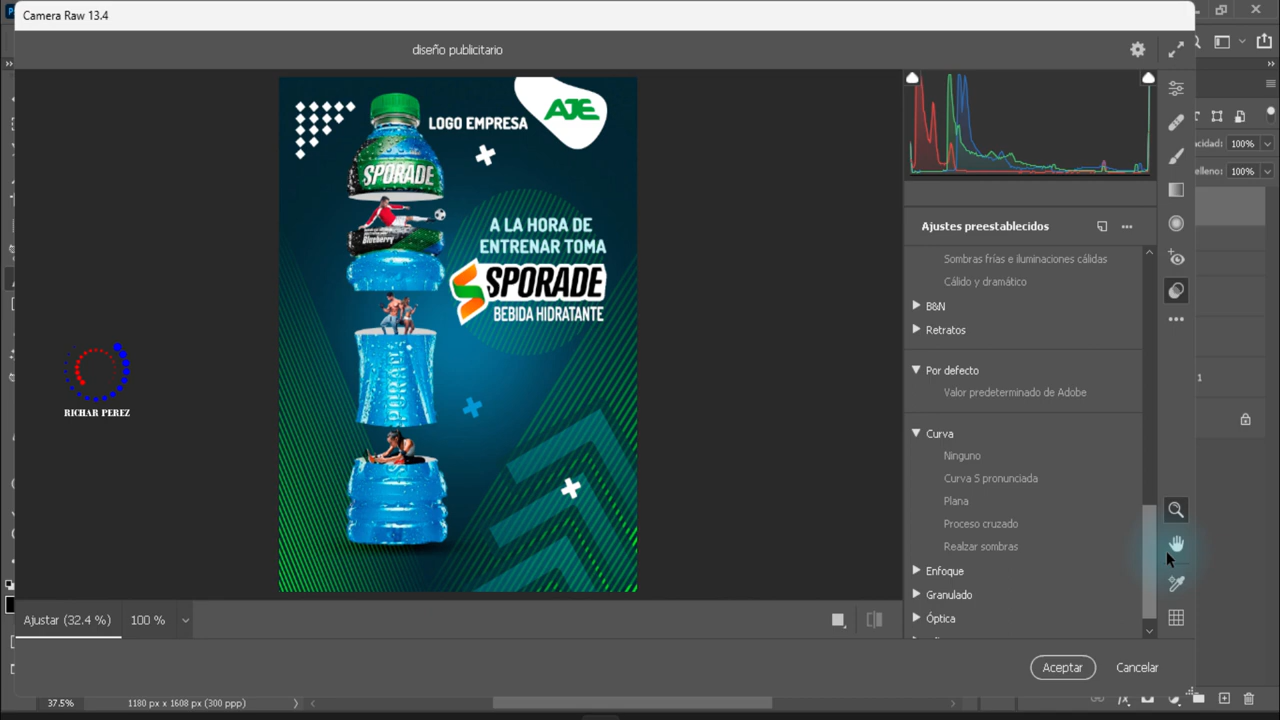 Camera Raw 13.4
diseño publicitario
LOGO EMPRESA
AJE
SPORADE
Blueberry
A LA HORA DE
ENTRENAR TOMA
SPORADE
BEBIDA HIDRATANTE
RICHAR PEREZ
Ajustes preestablecidos
Sombras frías e iluminaciones cálidas
Cálido y dramático
B&N
Retratos
Por defecto
Valor predeterminado de Adobe
Curva
Ninguno
Curva S pronunciada
Plana
Proceso cruzado
Realzar sombras
Enfoque
Granulado
Óptica
100%
100%
1
Ajustar (32.4 %)
100 %
Aceptar
Cancelar
37.5%
1180 px x 1608 px (300 ppp)